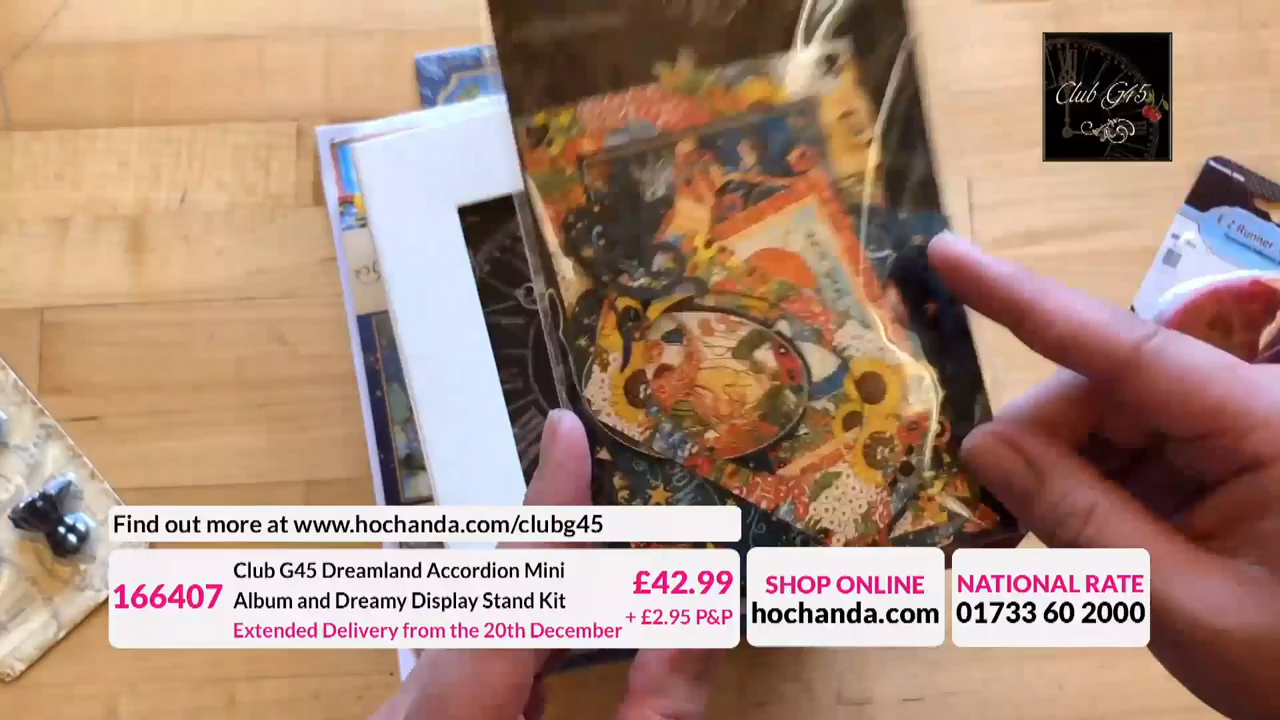 Club G45
E-Z Runner
Find out more at www.hochanda.com/clubg45
166407
Club G45 Dreamland Accordion Mini
Album and Dreamy Display Stand Kit
Extended Delivery from the 20th December
£42.99
+ £2.95 P&P
SHOP ONLINE
hochanda.com
NATIONAL RATE
01733 60 2000